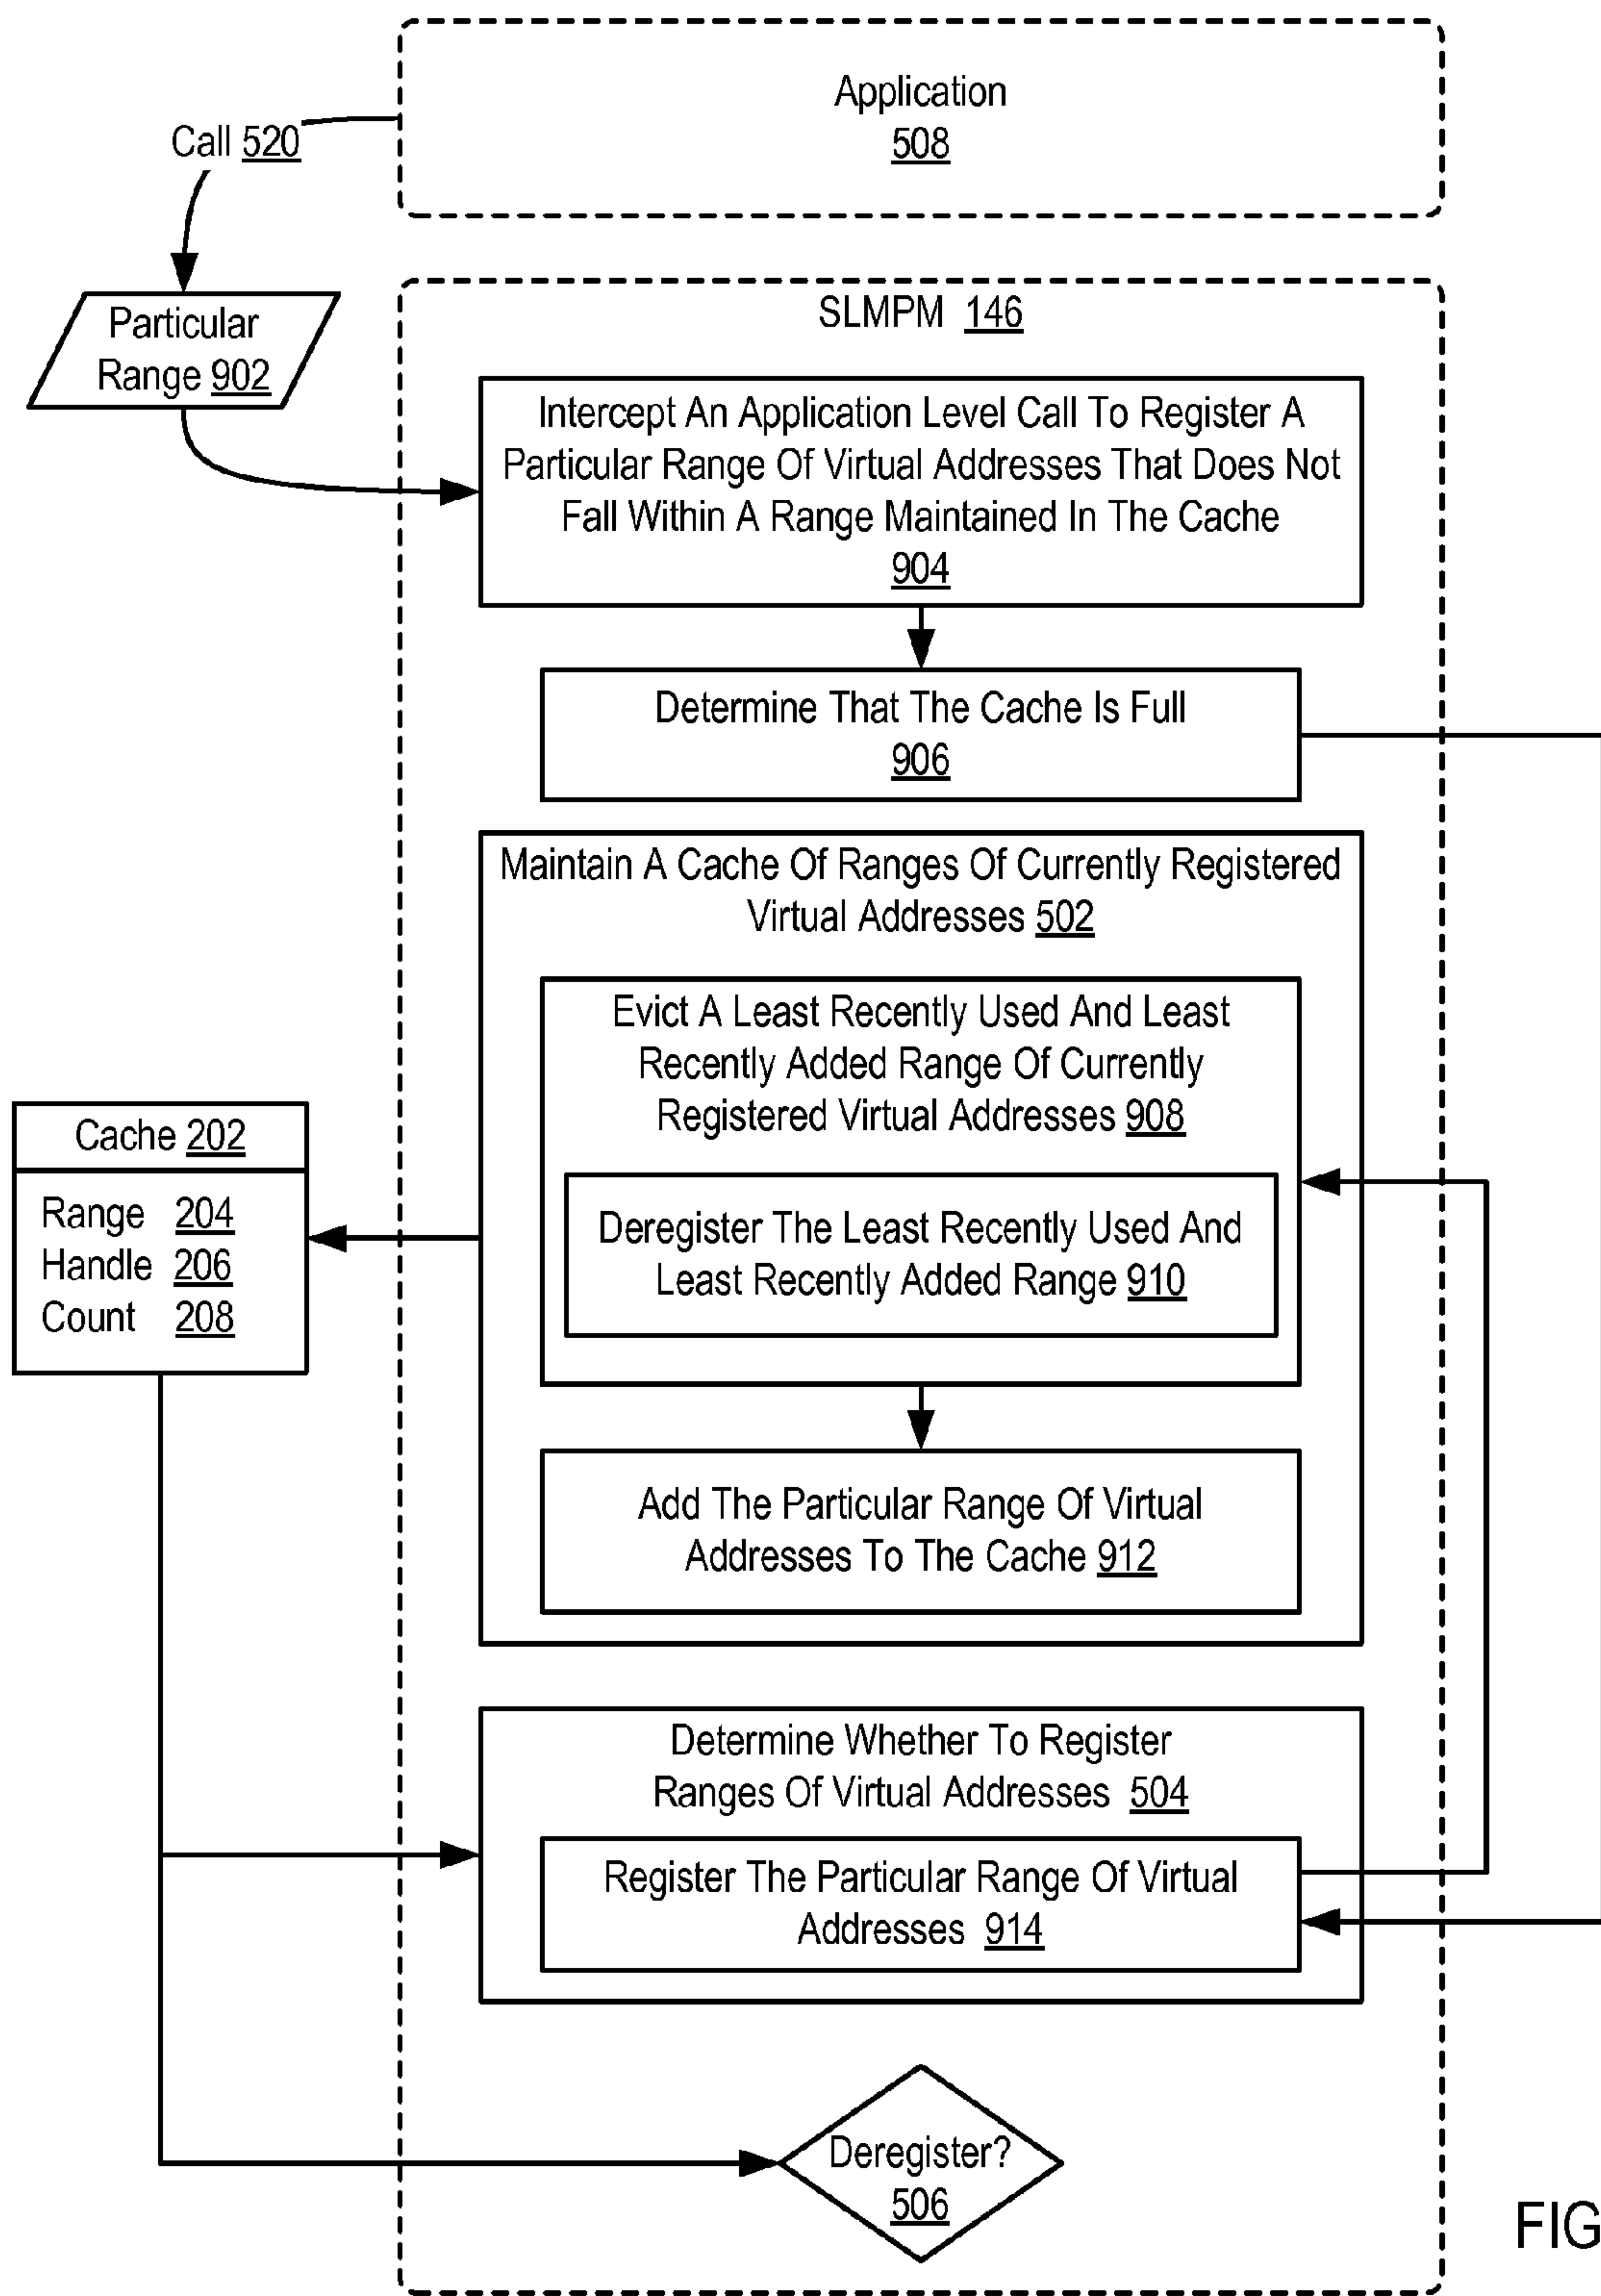 Application
508
Call 520
Particular
Range 902
SLMPM 146
Intercept An Application Level Call To Register A
Particular Range Of Virtual Addresses That Does Not
Fall Within A Range Maintained In The Cache
904
Determine That The Cache Is Full
906
Maintain A Cache Of Ranges Of Currently Registered
Virtual Addresses 502
Evict A Least Recently Used And Least
Recently Added Range Of Currently
Registered Virtual Addresses 908
Deregister The Least Recently Used And
Least Recently Added Range 910
Cache 202
Range 204
Handle 206
Count 208
Add The Particular Range Of Virtual
Addresses To The Cache 912
Determine Whether To Register
Ranges Of Virtual Addresses 504
Register The Particular Range Of Virtual
Addresses 914
Deregister?
506
FIG